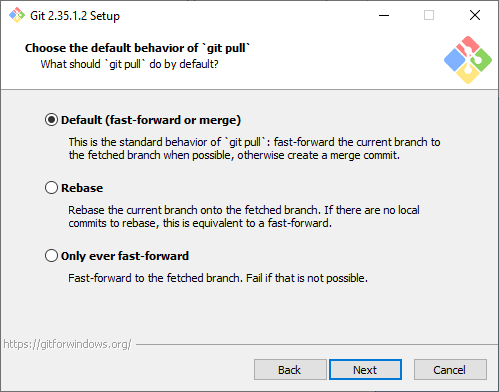 Git 2.35.1.2 Setup
Choose the default behavior of `git pull`
What should `git pull` do by default?
Default (fast-forward or merge)
This is the standard behavior of `git pull`: fast-forward the current branch to
the fetched branch when possible, otherwise create a merge commit.
Rebase
Rebase the current branch onto the fetched branch. If there are no local
commits to rebase, this is equivalent to a fast-forward.
Only ever fast-forward
Fast-forward to the fetched branch. Fail if that is not possible.
https://gitforwindows.org/
Back
Next
Cancel